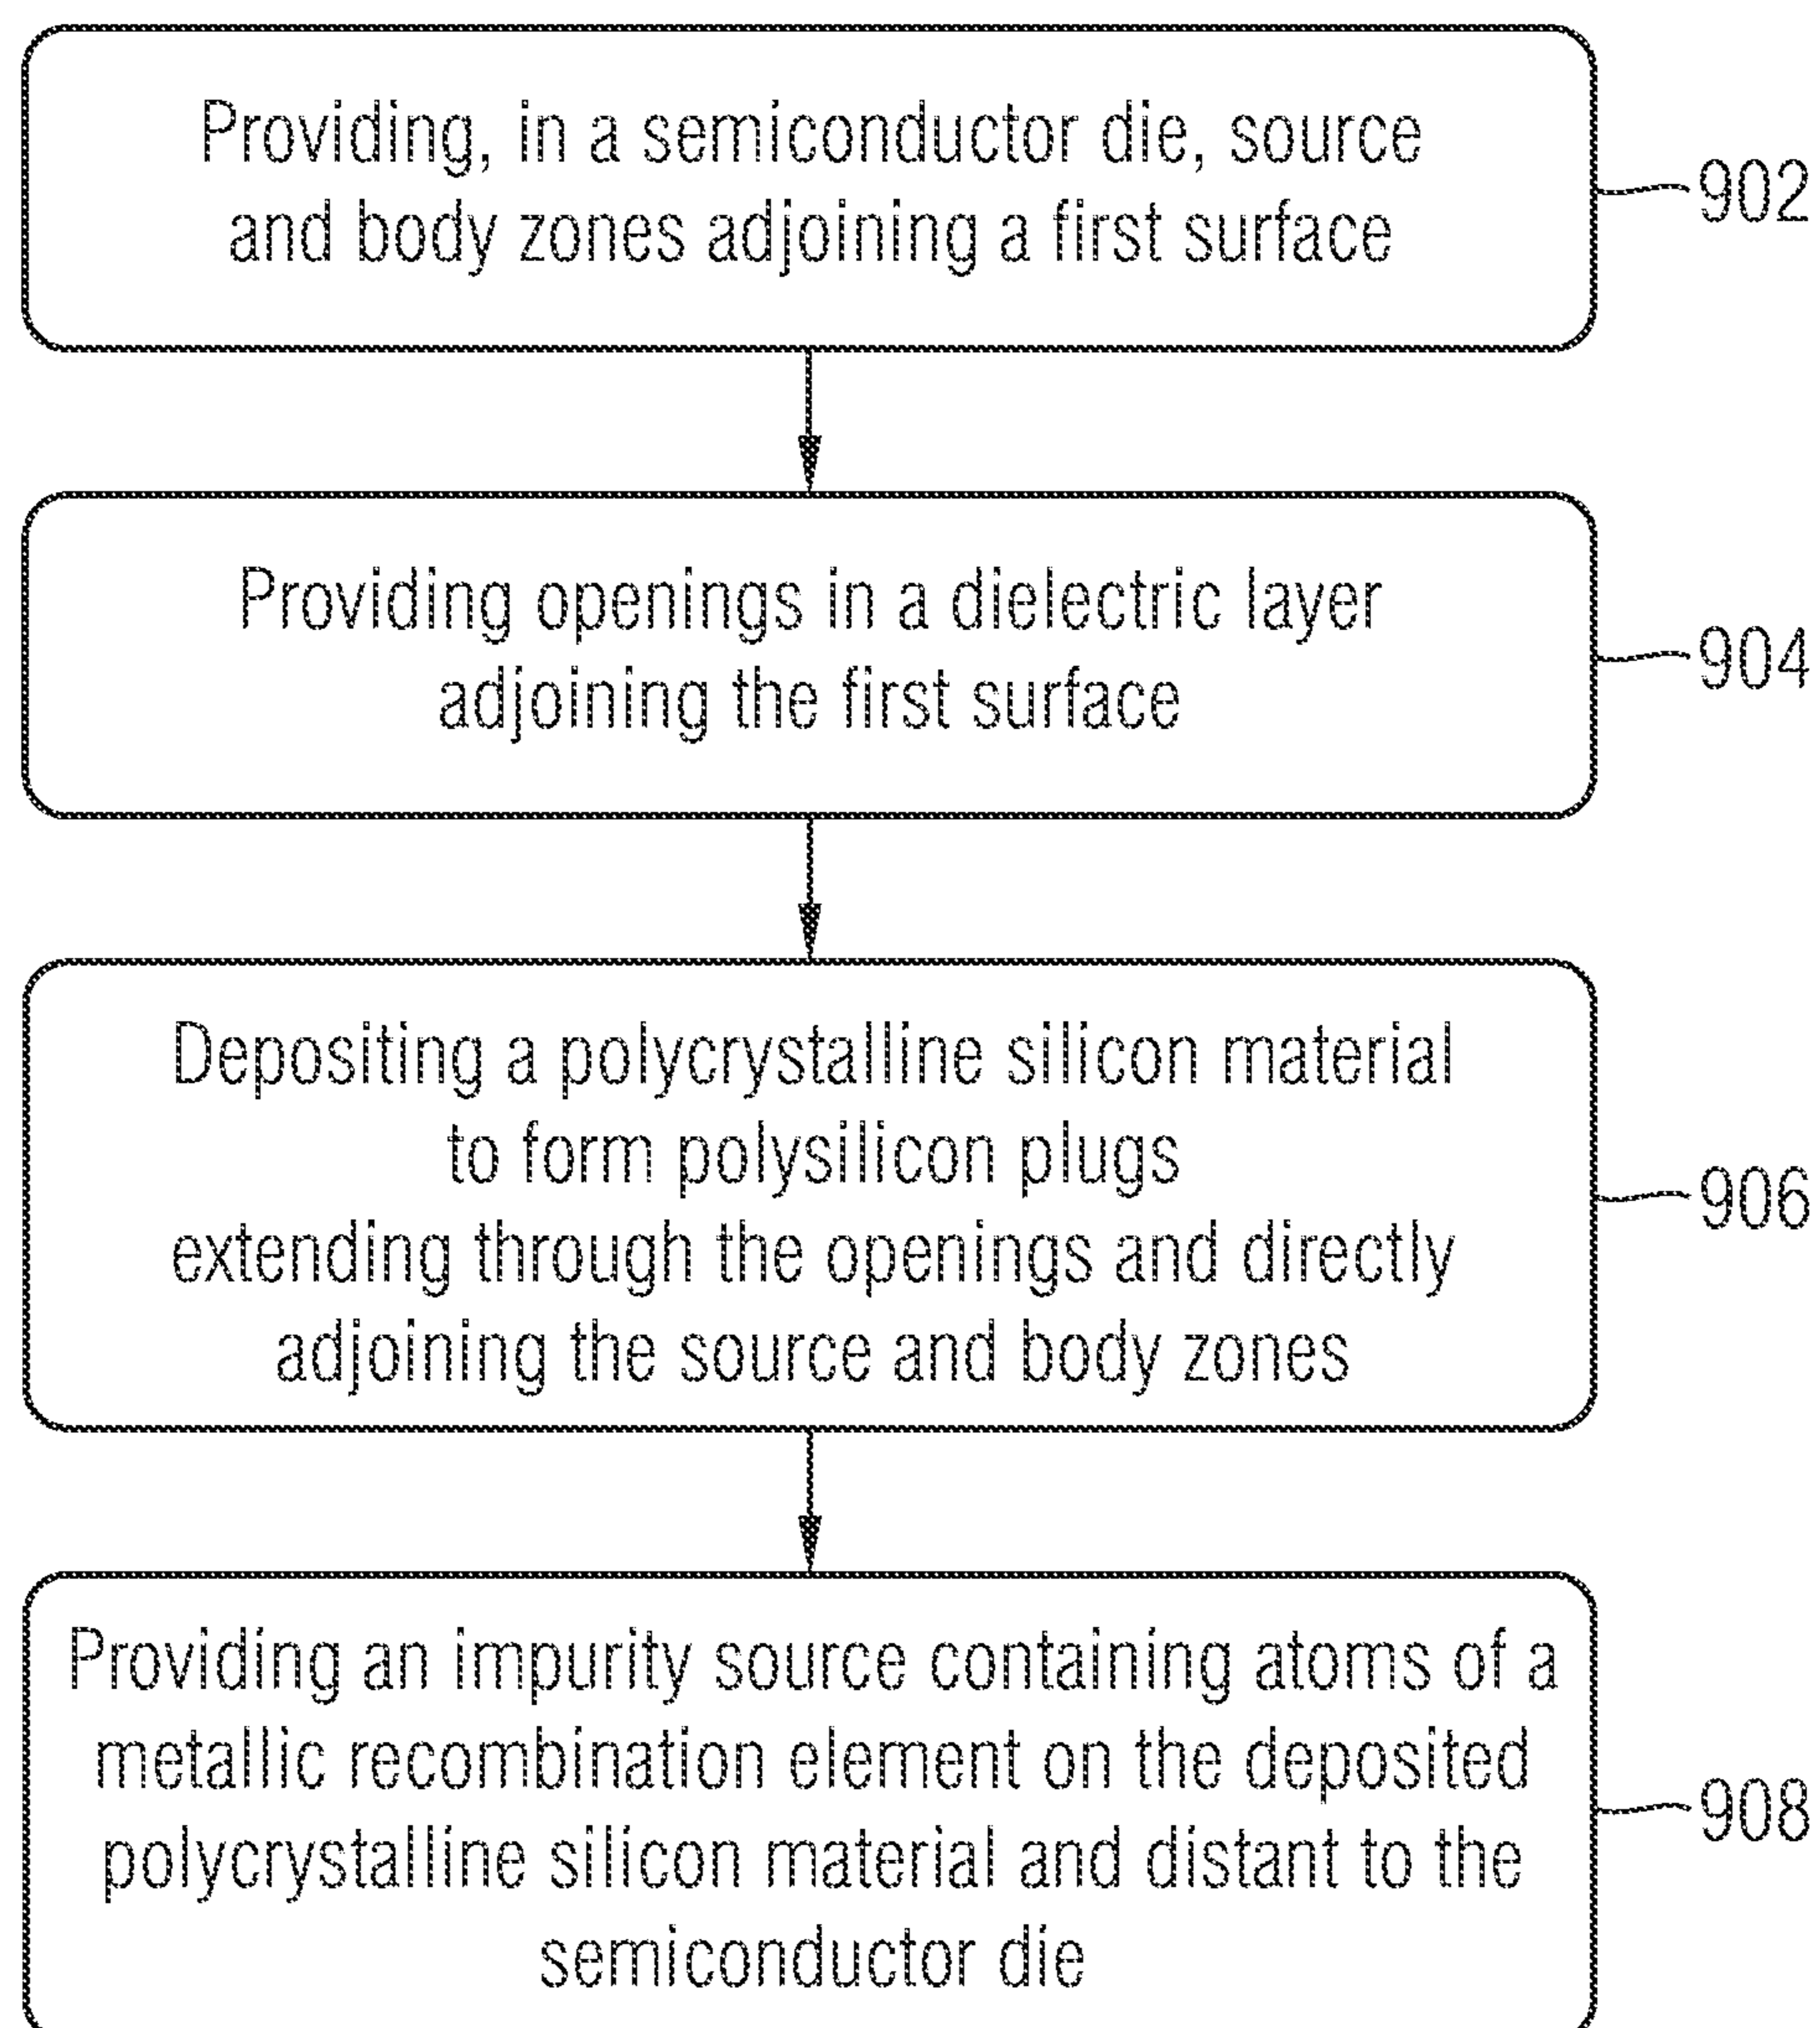 Providing, in a semiconductor die, source
and body zones adjoining a first surface
902
Providing openings in a dielectric layer
adjoining the first surface
904
Depositing a polycrystalline silicon material
to form polysilicon plugs
extending through the openings and directly
adjoining the source and body zones
906
Providing an impurity source containing atoms of a
metallic recombination element on the deposited
polycrystalline silicon material and distant to the
semiconductor die
908